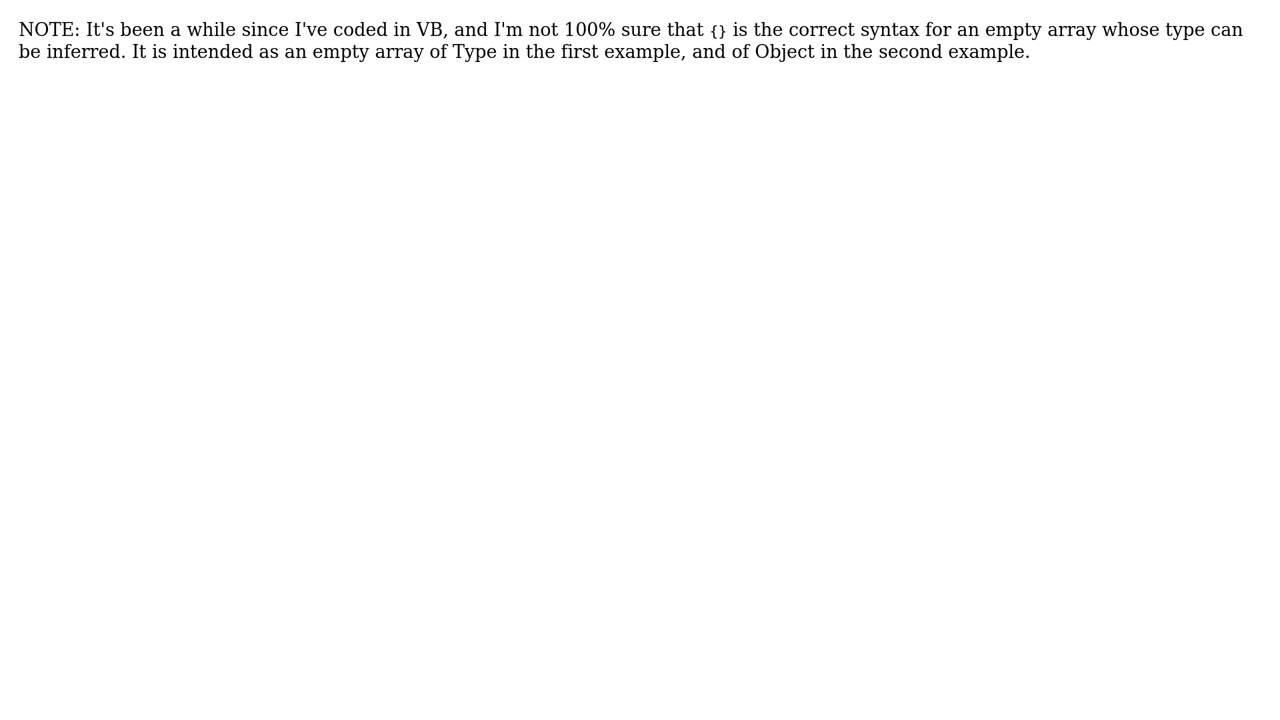 NOTE: It's been a while since I've coded in VB, and I'm not 100% sure that {} is the correct syntax for an empty array whose type can
be inferred. It is intended as an empty array of Type in the first example, and of Object in the second example.